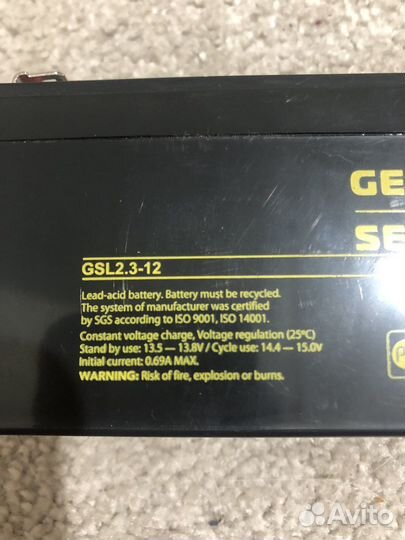 GE
SE
GSL2.3-12
Lead-acid battery. Battery must be recycled.
The system of manufacturer was certified
by SGS according to ISO 9001, ISO 14001.
Constant voltage charge, Voltage regulation (25ºC)
Stand by use: 13.5 — 13.8V / Cycle use: 14.4 — 15.0V
Initial current: 0.69A MAX.
WARNING: Risk of fire, explosion or burns.
Avito